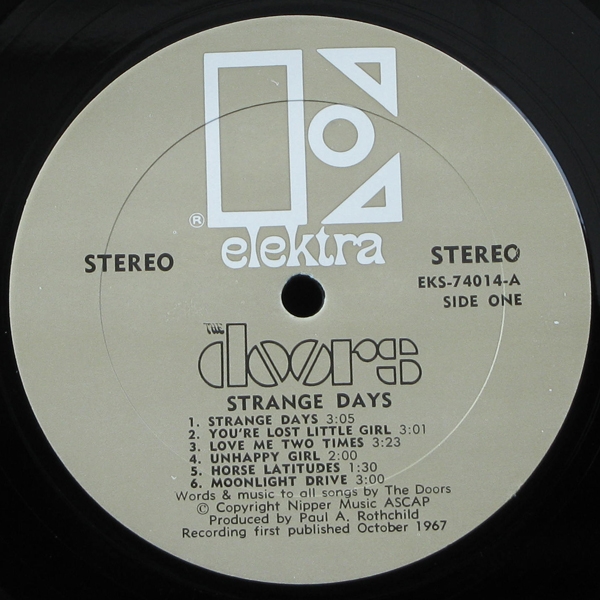 ®
elektra
STEREO
STEREO
EKS-74014-A
SIDE ONE
THE
doors
STRANGE DAYS
1. STRANGE DAYS 3:05
2. YOU'RE LOST LITTLE GIRL 3:01
3. LOVE ME TWO TIMES 3:23
4. UNHAPPY GIRL 2:00
5. HORSE LATITUDES 1:30
6. MOONLIGHT DRIVE 3:00
Words & music to all songs by The Doors
© Copyright Nipper Music ASCAP
Produced by Paul A. Rothchild
Recording first published October 1967